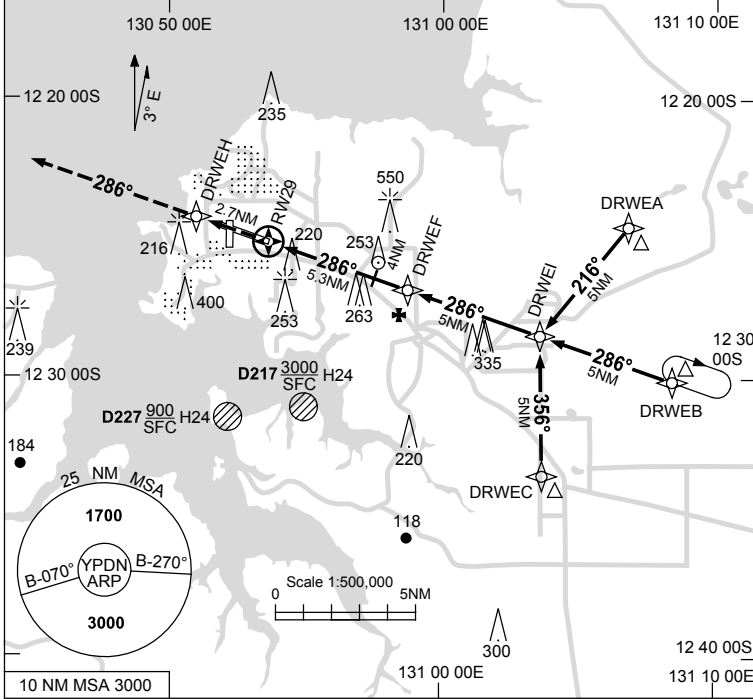 130 50 00E
131 00 00E
131 10 00E
12 20 00S
12 20 00S
3° E
235
550
DRWEH
286°
2.7NM
RW29
216
220
253
4NM
DRWEF
286°
5.3NM
263
253
400
239
DRWEA
216°
5NM
DRWEI
286°
5NM
335
286°
5NM
DRWEB
12 30
00S
12 30 00S
D217 3000 SFC H24
D227 900 SFC H24
356°
5NM
184
220
DRWEC
118
25 NM MSA
1700
B-070°
YPDN
ARP
B-270°
3000
Scale 1:500,000
0
5NM
300
12 40 00S
10 NM MSA 3000
131 00 00E
131 10 00E